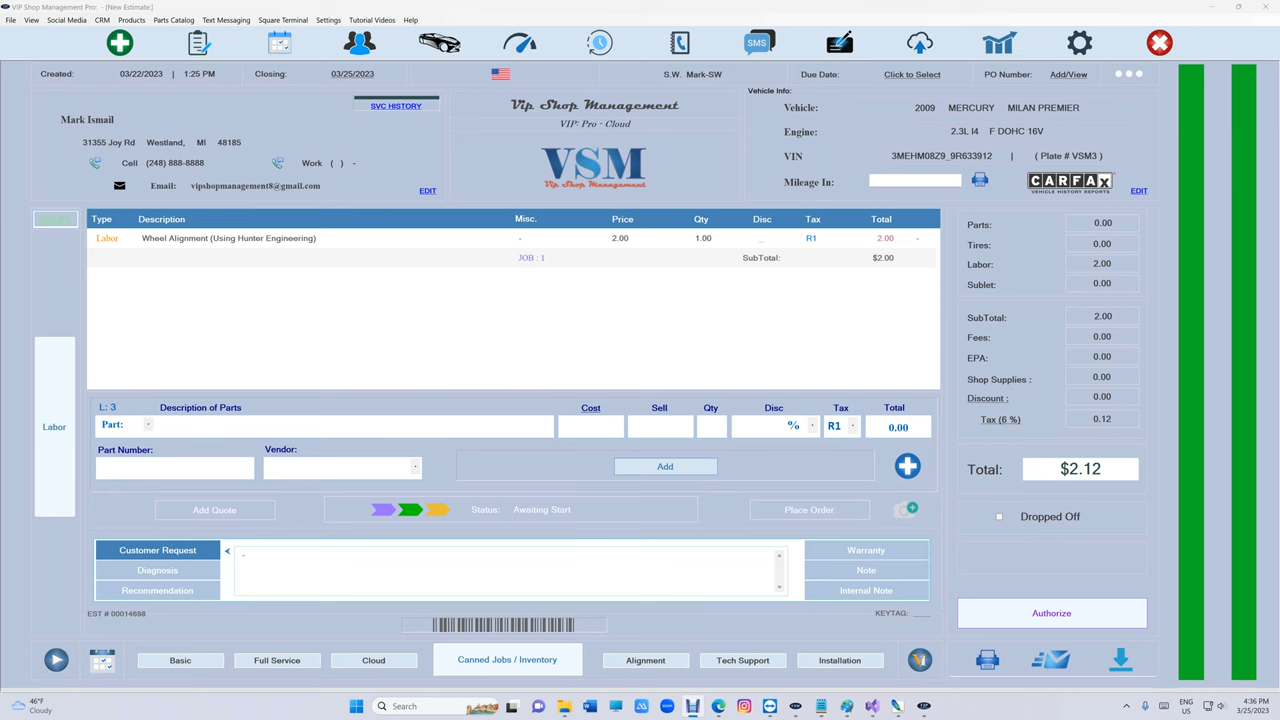 VIP Shop Management Pro: - [New Estimate:]
File View Social Media CRM Products Parts Catalog Text Messaging Square Terminal Settings Tutorial Videos Help
SMS
Created: 03/22/2023 | 1:25 PM Closing: 03/25/2023 S.W. Mark-SW Due Date: Click to Select PO Number: Add/View
SVC HISTORY
Mark Ismail
31355 Joy Rd Westland, MI 48185
Cell (248) 888-8888 Work ( ) -
Email: vipshopmanagement8@gmail.com
EDIT
Vip Shop Management
VIP: Pro - Cloud
VSM
Vip Shop Management
Vehicle Info:
Vehicle: 2009 MERCURY MILAN PREMIER
Engine: 2.3L I4 F DOHC 16V
VIN 3MEHM08Z9_9R633912 | ( Plate # VSM3 )
Mileage In:
CARFAX
VEHICLE HISTORY REPORTS
EDIT
Type Description Misc. Price Qty Disc Tax Total
Labor Wheel Alignment (Using Hunter Engineering) - 2.00 1.00 _ R1 2.00 -
JOB : 1 SubTotal: $2.00
Labor
L: 3 Description of Parts Cost Sell Qty Disc Tax Total
Part: % R1 0.00
Part Number: Vendor:
Add
Add Quote Status: Awaiting Start Place Order
Customer Request
Diagnosis
Recommendation
-
Warranty
Note
Internal Note
EST # 00014698 KEYTAG: ____
Parts: 0.00
Tires: 0.00
Labor: 2.00
Sublet: 0.00
SubTotal: 2.00
Fees: 0.00
EPA: 0.00
Shop Supplies : 0.00
Discount : 0.00
Tax (6 %) 0.12
Total: $2.12
Dropped Off
Authorize
Basic Full Service Cloud Canned Jobs / Inventory Alignment Tech Support Installation
46°F
Cloudy
Search
ENG
US
4:36 PM
3/25/2023